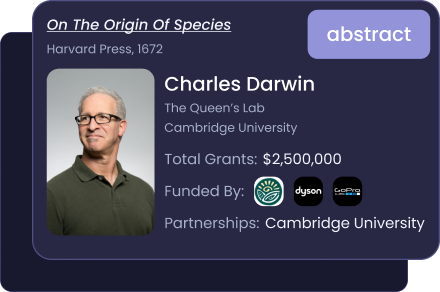 On The Origin Of Species
Harvard Press, 1672
abstract
Charles Darwin
The Queen's Lab
Cambridge University
Total Grants: $2,500,000
Funded By: dyson GoPro
Partnerships: Cambridge University